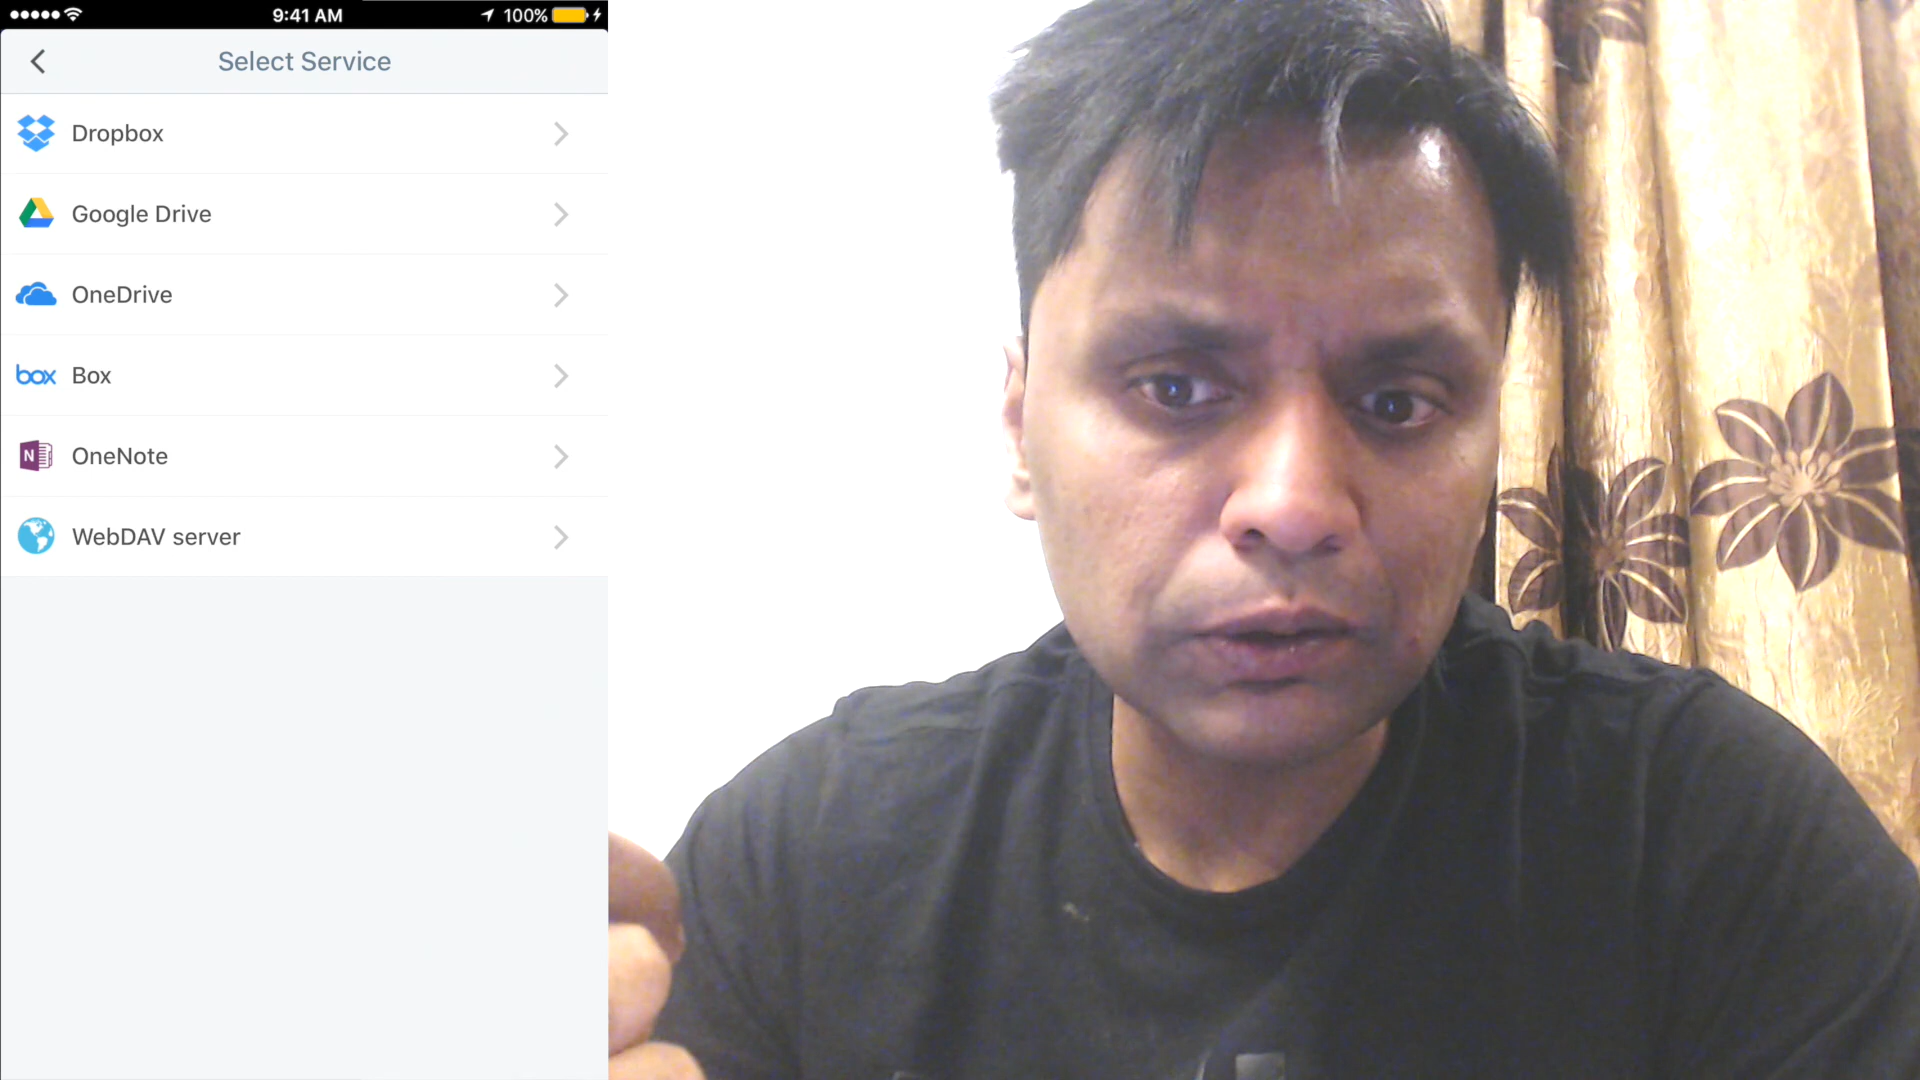 9:41 AM
100%
Select Service
Dropbox
Google Drive
OneDrive
box Box
N OneNote
WebDAV server